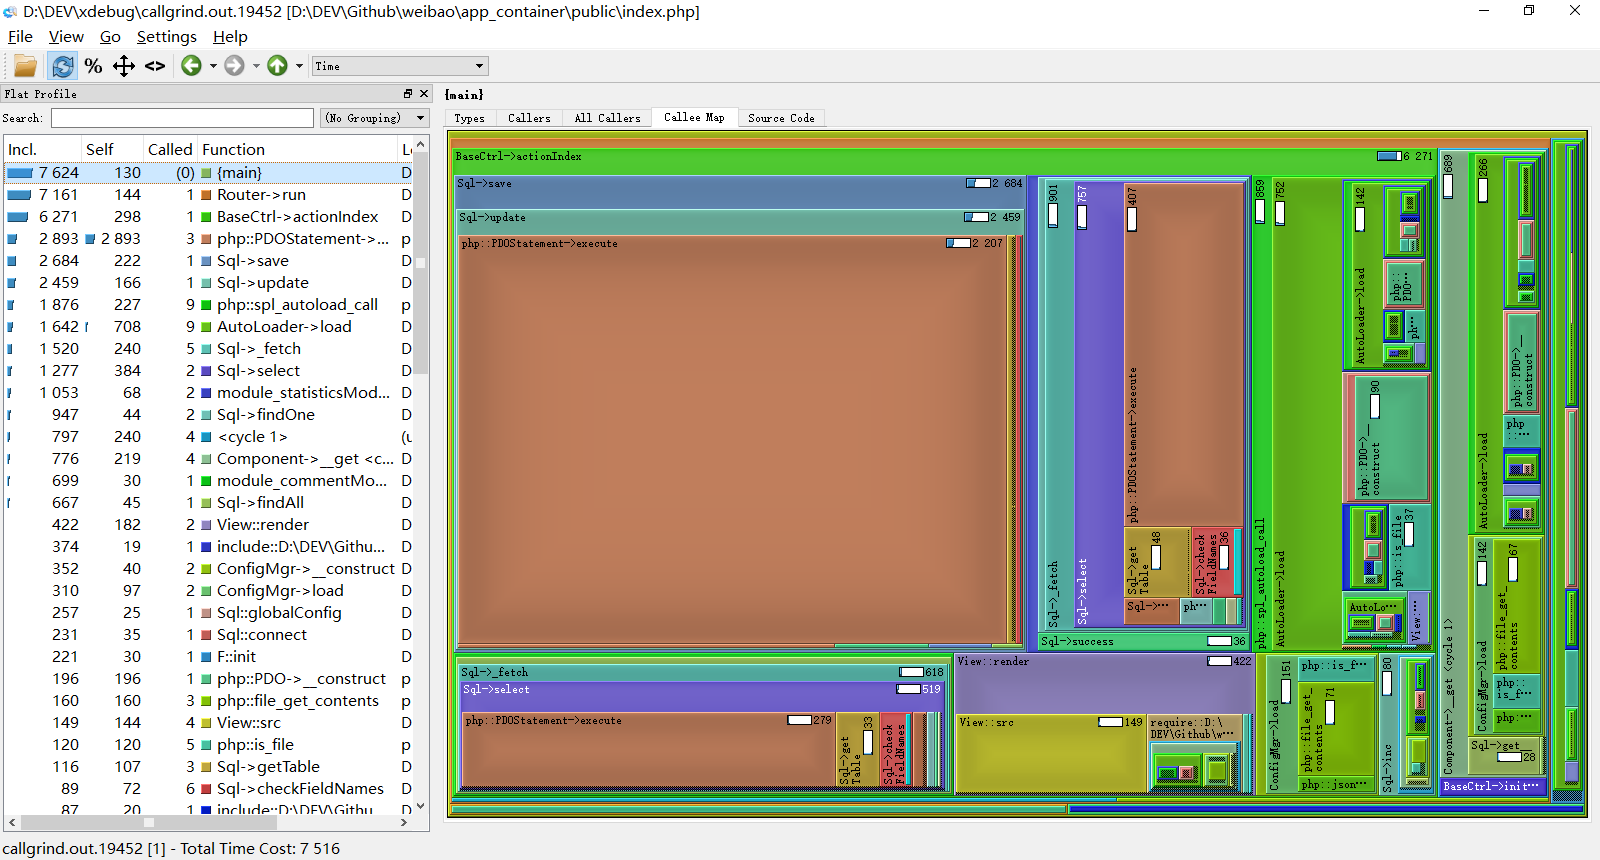 D:\DEV\xdebug\callgrind.out.19452 [D:\DEV\Github\weibao\app_container\public\index.php]
File View Go Settings Help
% <> Time
Flat Profile
Search: (No Grouping)
Incl. Self Called Function
7 624 130 (0) {main} D
7 161 144 1 Router->run D
6 271 298 1 BaseCtrl->actionIndex D
2 893 2 893 3 php::PDOStatement->... p
2 684 222 1 Sql->save D
2 459 166 1 Sql->update D
1 876 227 9 php::spl_autoload_call p
1 642 708 9 AutoLoader->load D
1 520 240 5 Sql->_fetch D
1 277 384 2 Sql->select D
1 053 68 2 module_statisticsMod... D
947 44 2 Sql->findOne D
797 240 4 <cycle 1> (u
776 219 4 Component->__get <c... D
699 30 1 module_commentMo... D
667 45 1 Sql->findAll D
422 182 2 View::render D
374 19 1 include::D:\DEV\Githu... D
352 40 2 ConfigMgr->__construct D
310 97 2 ConfigMgr->load D
257 25 1 Sql::globalConfig D
231 35 1 Sql::connect D
221 30 1 F::init D
196 196 1 php::PDO->__construct p
160 160 3 php::file_get_contents p
149 144 4 View::src D
120 120 5 php::is_file p
116 107 3 Sql->getTable D
89 72 6 Sql->checkFieldNames D
87 20 1 include::D:\DEV\Githu D
{main}
Types Callers All Callers Callee Map Source Code
BaseCtrl->actionIndex 6 271
Sql->save 2 684
Sql->update 2 459
php::PDOStatement->execute 2 207
Sql->_fetch 901
Sql->select 757
php::PDOStatement->execute 407
Sql->get Table 48
Sql->check FieldNames 36
Sql->...
ph...
Sql->success 36
php::spl_autoload_call 859
AutoLoader->load 752
AutoLoader->load 142
php:: PDO...
ph...
php::PDO->__ construct 90
php::is_file 37
AutoLo...
View:...
Sql->_fetch 618
Sql->select 519
php::PDOStatement->execute 279
Sql->get Table 33
Sql->check FieldNames
View::render 422
View::src 149
require::D:\
DEV\Github\w...
ConfigMgr->load 151
php::is_f...
php::file_get_ contents 71
php::json...
Sql->inc 80
Component->__get <cycle 1> 689
AutoLoader->load 266
php::PDO->__ construct
php ::...
ConfigMgr->load 142
php::file_get_ contents 67
php:: is_f...
php:...
Sql->get__ 28
BaseCtrl->init...
callgrind.out.19452 [1] - Total Time Cost: 7 516